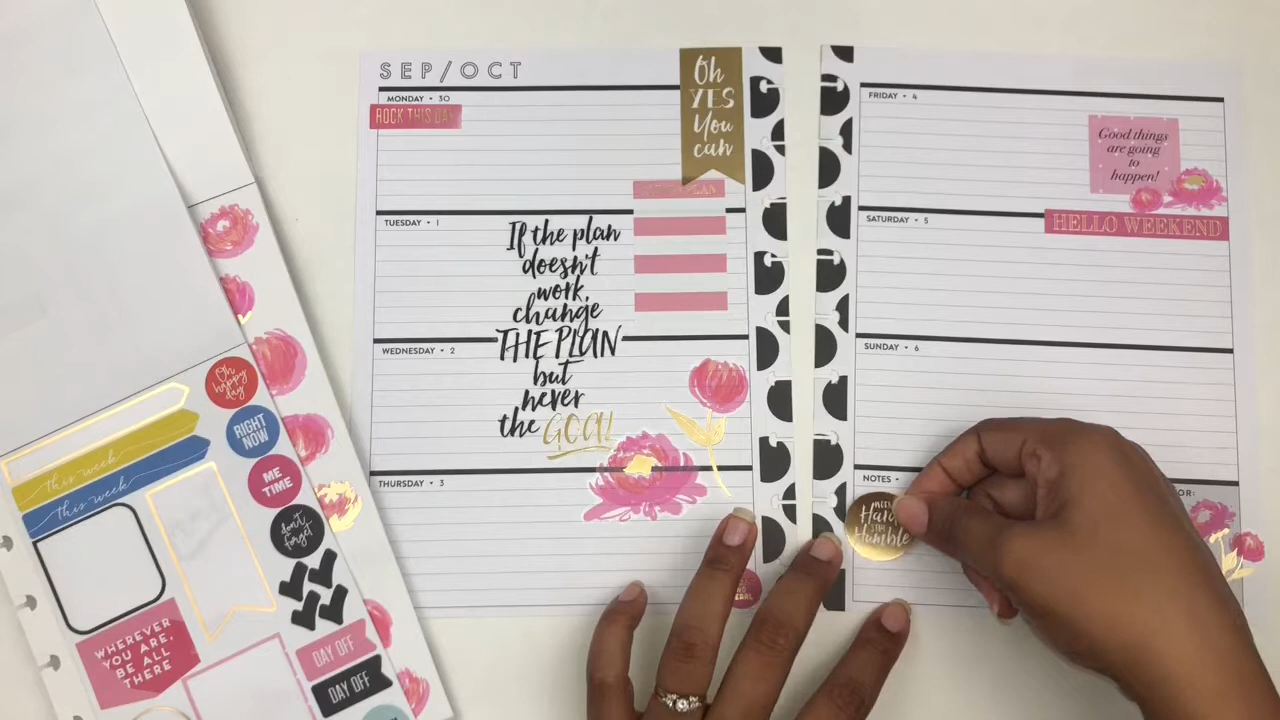 SEP/OCT
MONDAY • 30
ROCK THIS DAY
Oh
YES
You
can
TUESDAY • 1
If the plan
doesn't
work,
change
THE PLAN
but
never
the GOAL
WEDNESDAY • 2
THURSDAY • 3
FRIDAY • 4
Good things
are going
to
happen!
SATURDAY • 5
HELLO WEEKEND
SUNDAY • 6
NOTES •
OR:
Hard
Humble
Oh
happy
day
RIGHT
NOW
ME
TIME
don't
forget
this week
this week
WHEREVER
YOU ARE,
BE ALL
THERE
DAY OFF
DAY OFF